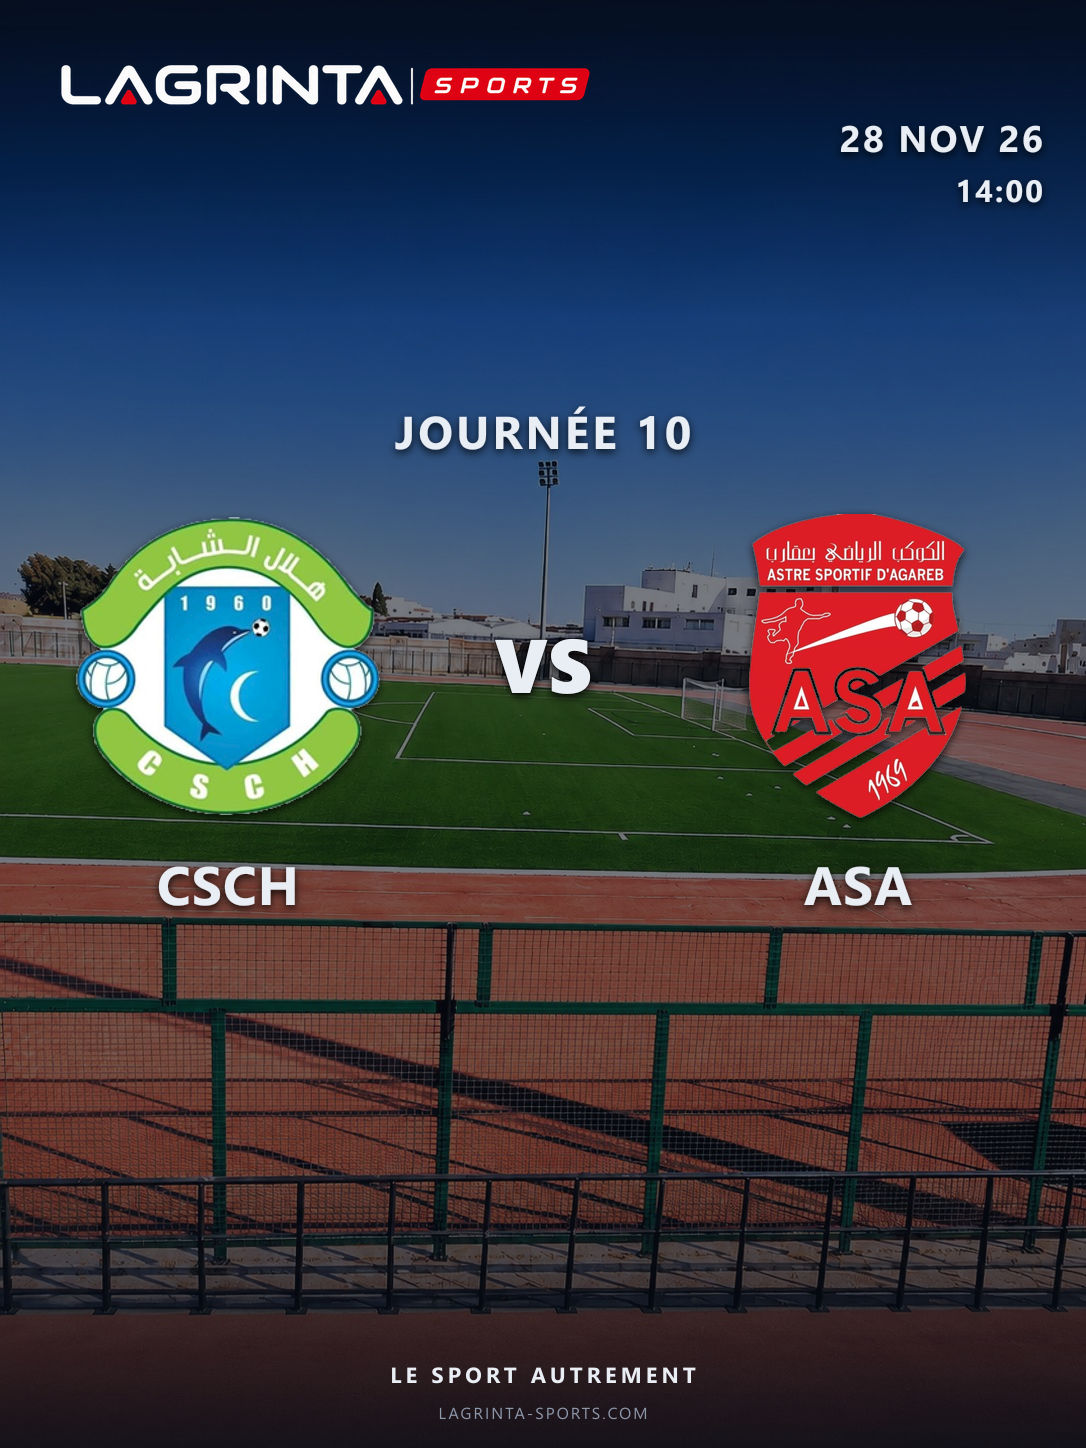 LAGRINTA SPORTS
28 NOV 26
14:00
JOURNÉE 10
هلال الشابة
1960
CSCH
الكوكب الرياضي بعقارب
ASTRE SPORTIF D'AGAREB
ASA
1969
VS
CSCH
ASA
LE SPORT AUTREMENT
LAGRINTA-SPORTS.COM